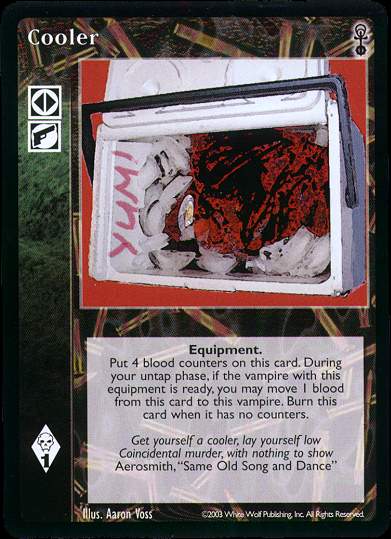 Cooler
YUM!
Equipment.
Put 4 blood counters on this card. During
your untap phase, if the vampire with this
equipment is ready, you may move 1 blood
from this card to this vampire. Burn this
card when it has no counters.
Get yourself a cooler, lay yourself low
Coincidental murder, with nothing to show
Aerosmith, "Same Old Song and Dance"
1
Illus. Aaron Voss
©2003 White Wolf Publishing, Inc. All Rights Reserved.